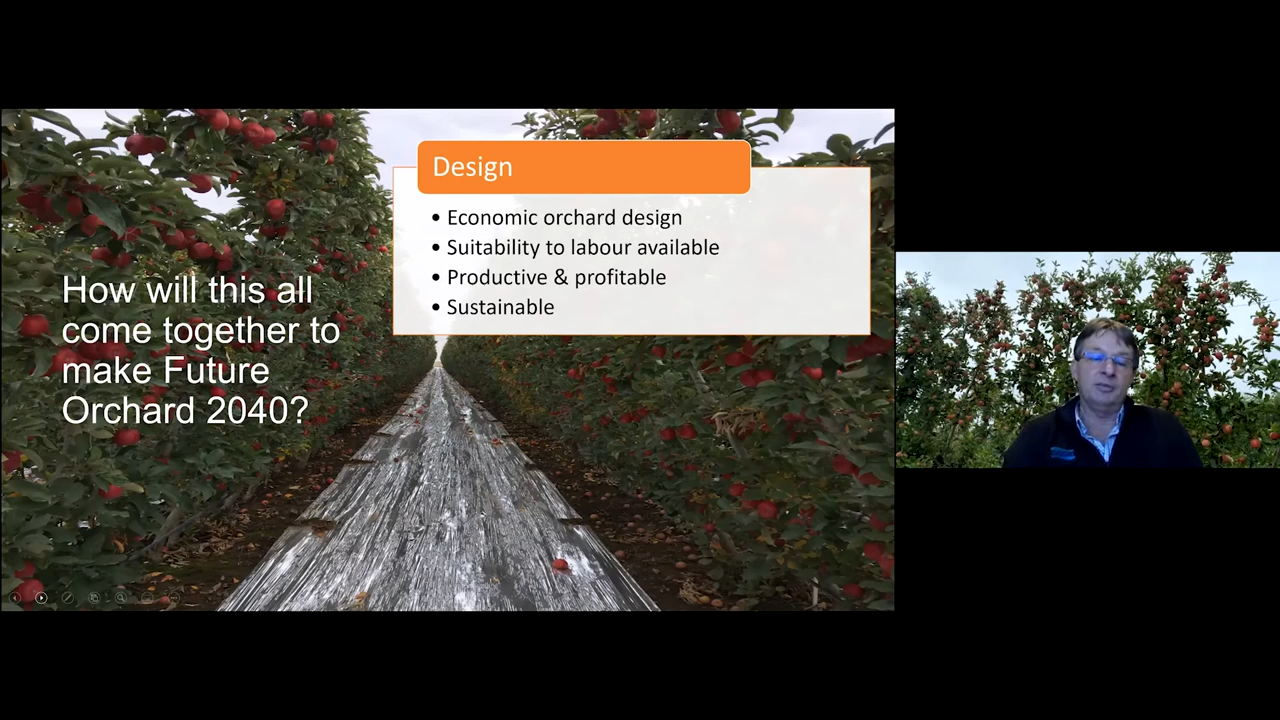 How will this all
come together to
make Future
Orchard 2040?
Design
• Economic orchard design
• Suitability to labour available
• Productive & profitable
• Sustainable